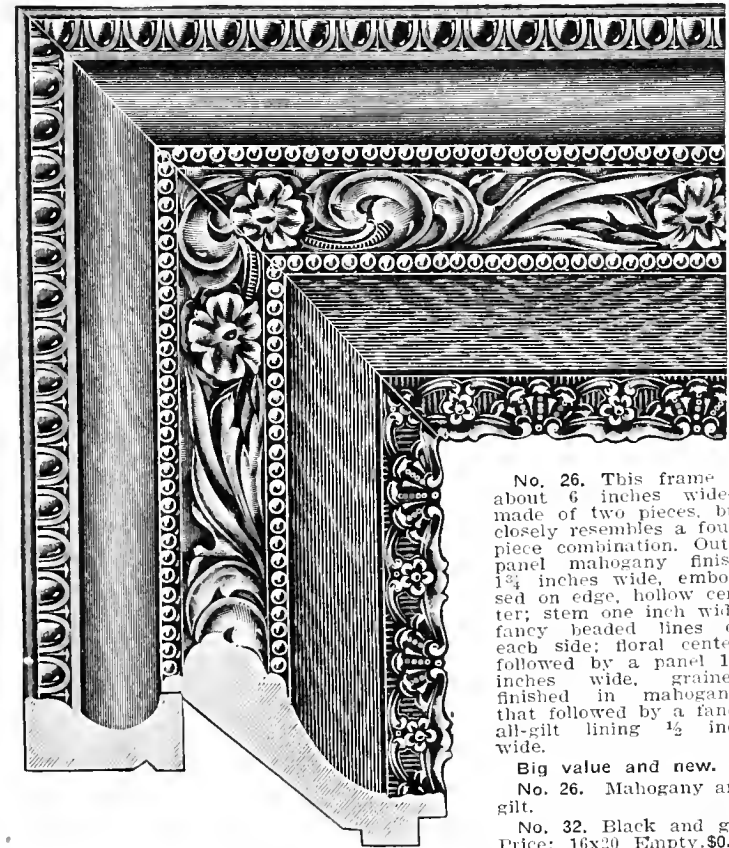 No. 26. This frame
about 6 inches wide
made of two pieces, b
closely resembles a fou
piece combination. Out
panel mahogany finis
1¾ inches wide, embo
sed on edge, hollow cen
ter; stem one inch wid
fancy beaded lines
each side; floral cente
followed by a panel 1
inches wide, graine
finished in mahogan
that followed by a fan
all-gilt lining ½ in
wide.
Big value and new.
No. 26. Mahogany a
gilt.
No. 32. Black and g
Price: 16x20 Empty.$0.